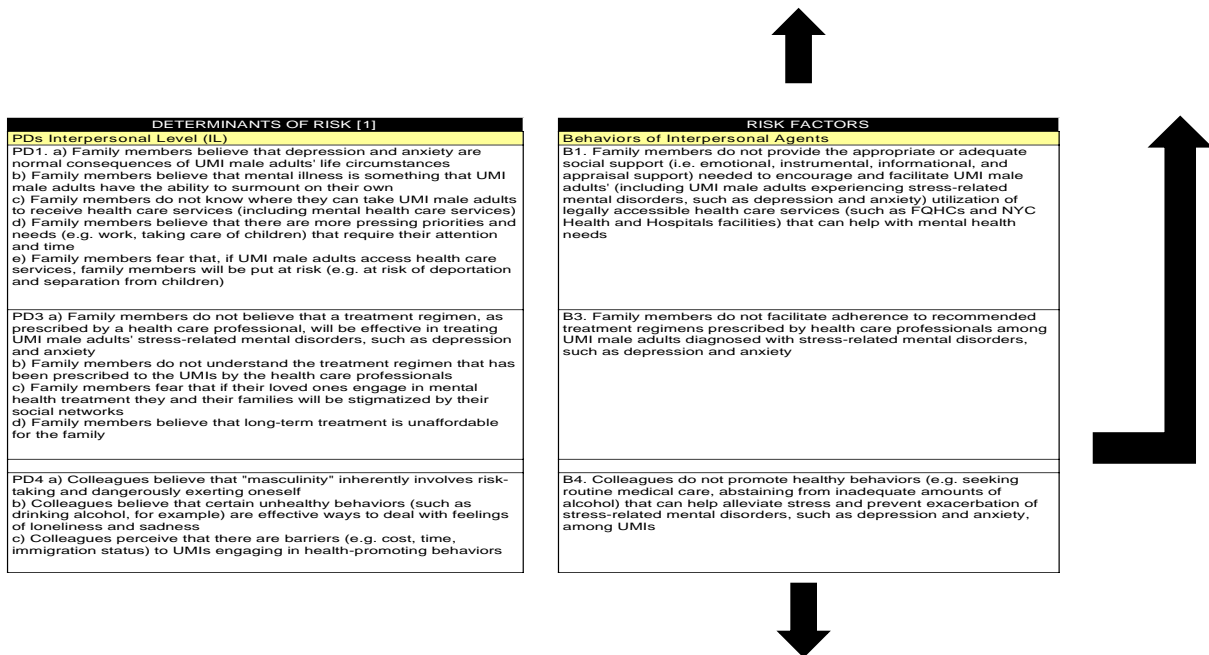 DETERMINANTS OF RISK [1]
PDs Interpersonal Level (IL)
PD1. a) Family members believe that depression and anxiety are
normal consequences of UMI male adults' life circumstances
b) Family members believe that mental illness is something that UMI
male adults have the ability to surmount on their own
c) Family members do not know where they can take UMI male adults
to receive health care services (including mental health care services)
d) Family members believe that there are more pressing priorities and
needs (e.g. work, taking care of children) that require their attention
and time
e) Family members fear that, if UMI male adults access health care
services, family members will be put at risk (e.g. at risk of deportation
and separation from children)
PD3 a) Family members do not believe that a treatment regimen, as
prescribed by a health care professional, will be effective in treating
UMI male adults' stress-related mental disorders, such as depression
and anxiety
b) Family members do not understand the treatment regimen that has
been prescribed to the UMIs by the health care professionals
c) Family members fear that if their loved ones engage in mental
health treatment they and their families will be stigmatized by their
social networks
d) Family members believe that long-term treatment is unaffordable
for the family
PD4 a) Colleagues believe that "masculinity" inherently involves risk-
taking and dangerously exerting oneself
b) Colleagues believe that certain unhealthy behaviors (such as
drinking alcohol, for example) are effective ways to deal with feelings
of loneliness and sadness
c) Colleagues perceive that there are barriers (e.g. cost, time,
immigration status) to UMIs engaging in health-promoting behaviors
RISK FACTORS
Behaviors of Interpersonal Agents
B1. Family members do not provide the appropriate or adequate
social support (i.e. emotional, instrumental, informational, and
appraisal support) needed to encourage and facilitate UMI male
adults' (including UMI male adults experiencing stress-related
mental disorders, such as depression and anxiety) utilization of
legally accessible health care services (such as FQHCs and NYC
Health and Hospitals facilities) that can help with mental health
needs
B3. Family members do not facilitate adherence to recommended
treatment regimens prescribed by health care professionals among
UMI male adults diagnosed with stress-related mental disorders,
such as depression and anxiety
B4. Colleagues do not promote healthy behaviors (e.g. seeking
routine medical care, abstaining from inadequate amounts of
alcohol) that can help alleviate stress and prevent exacerbation of
stress-related mental disorders, such as depression and anxiety,
among UMIs